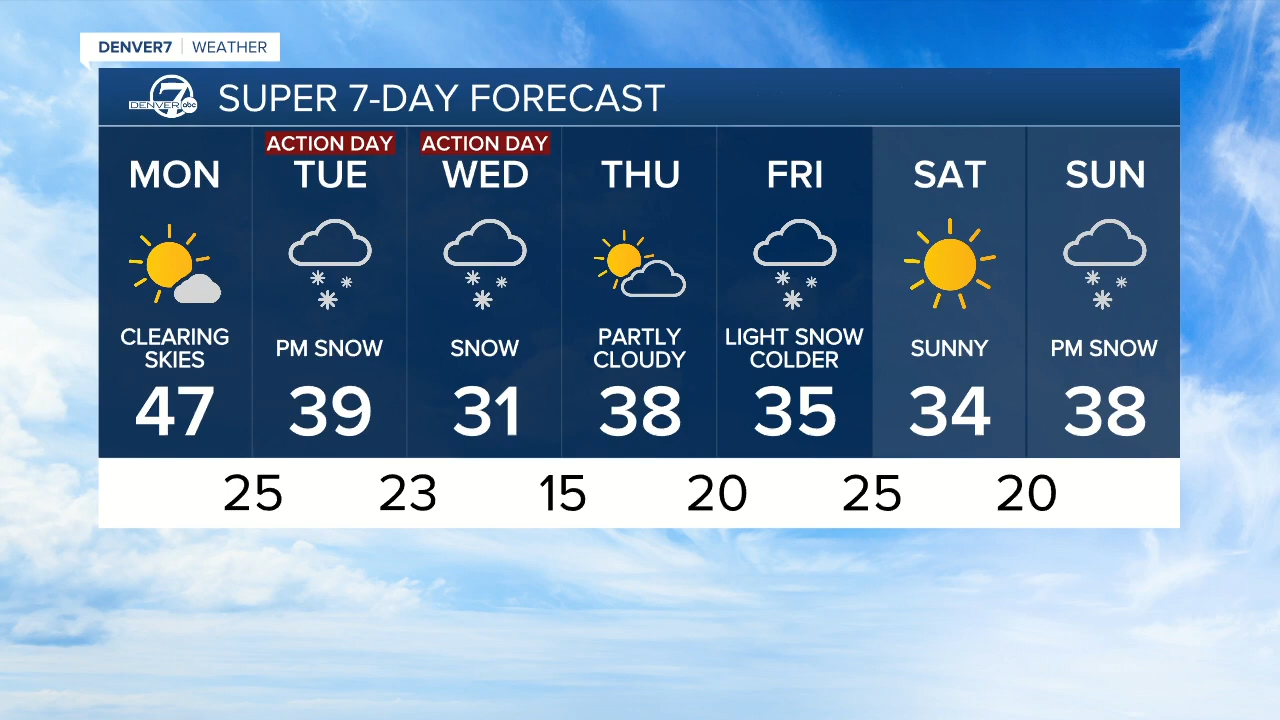 DENVER7 | WEATHER
7
DENVER abc
SUPER 7-DAY FORECAST
ACTION DAY ACTION DAY
MON TUE WED THU FRI SAT SUN
CLEARING SKIES
PM SNOW
SNOW
PARTLY CLOUDY
LIGHT SNOW COLDER
SUNNY
PM SNOW
47 39 31 38 35 34 38
25 23 15 20 25 20